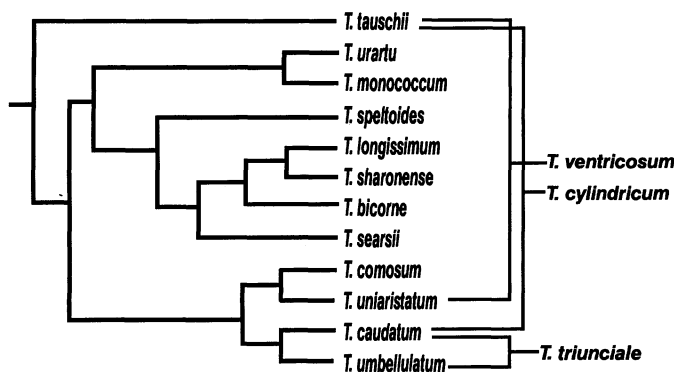 T. tauschii
T. urartu
T. monococcum
T. speltoides
T. longissimum
T. sharonense
T. bicorne
T. searsii
T. comosum
T. uniaristatum
T. caudatum
T. umbellulatum
T. ventricosum
T. cylindricum
T. triunciale